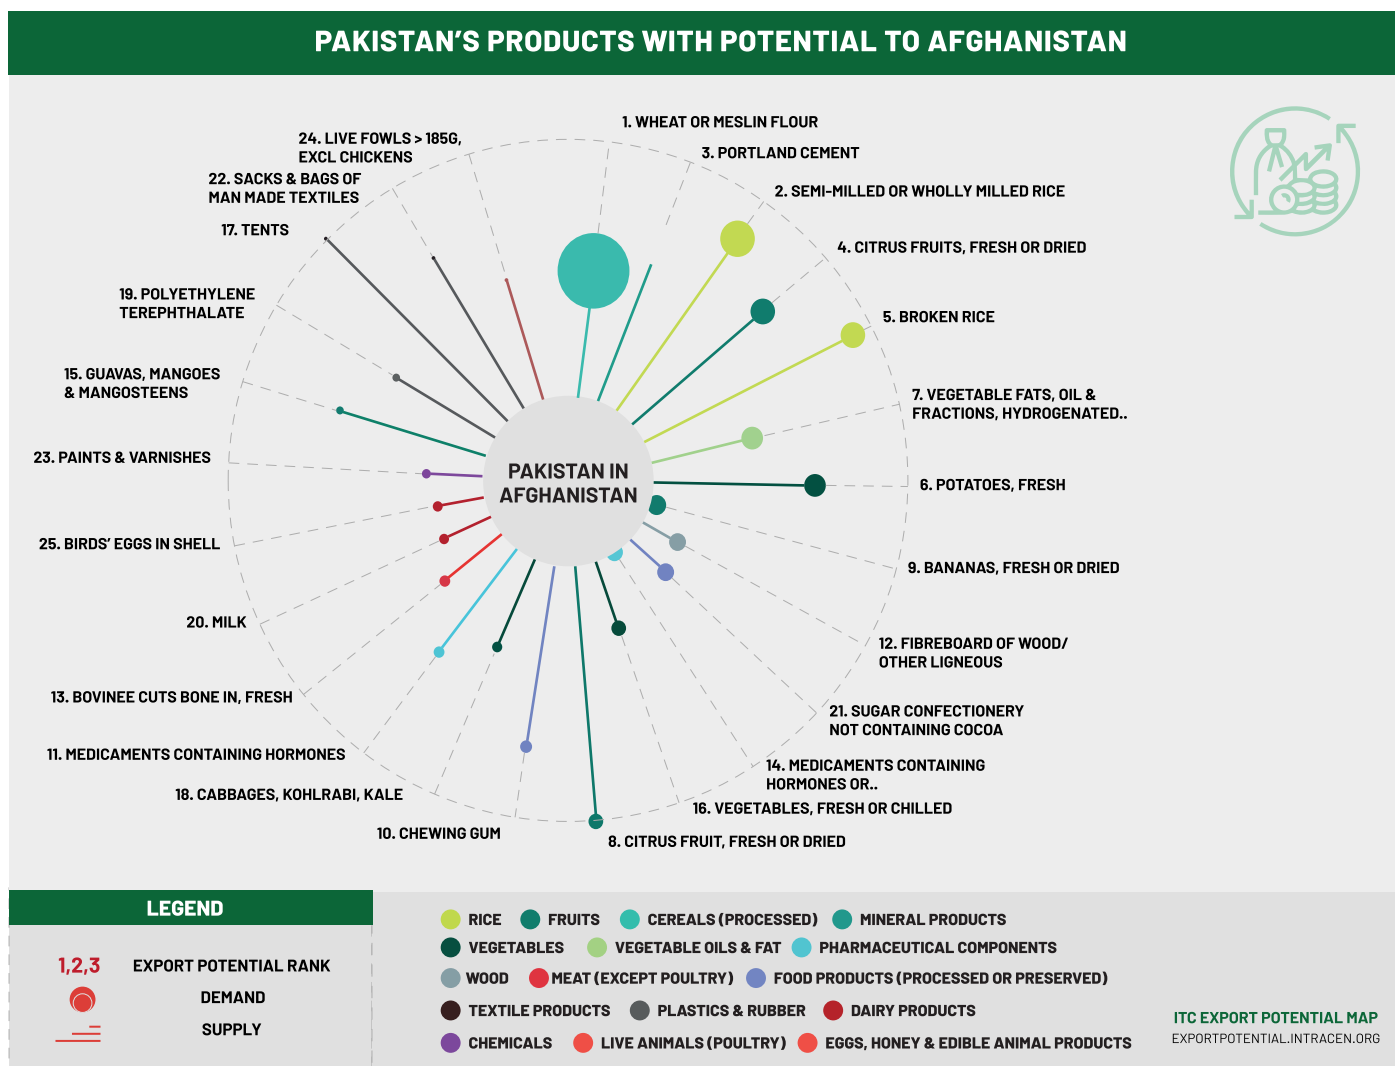 PAKISTAN'S PRODUCTS WITH POTENTIAL TO AFGHANISTAN
1. WHEAT OR MESLIN FLOUR
3. PORTLAND CEMENT
2. SEMI-MILLED OR WHOLLY MILLED RICE
4. CITRUS FRUITS, FRESH OR DRIED
5. BROKEN RICE
7. VEGETABLE FATS, OIL &
FRACTIONS, HYDROGENATED..
6. POTATOES, FRESH
9. BANANAS, FRESH OR DRIED
12. FIBREBOARD OF WOOD/
OTHER LIGNEOUS
21. SUGAR CONFECTIONERY
NOT CONTAINING COCOA
14. MEDICAMENTS CONTAINING
HORMONES OR..
16. VEGETABLES, FRESH OR CHILLED
8. CITRUS FRUIT, FRESH OR DRIED
10. CHEWING GUM
18. CABBAGES, KOHLRABI, KALE
11. MEDICAMENTS CONTAINING HORMONES
13. BOVINEE CUTS BONE IN, FRESH
20. MILK
25. BIRDS' EGGS IN SHELL
23. PAINTS & VARNISHES
15. GUAVAS, MANGOES
& MANGOSTEENS
19. POLYETHYLENE
TEREPHTHALATE
17. TENTS
22. SACKS & BAGS OF
MAN MADE TEXTILES
24. LIVE FOWLS > 185G,
EXCL CHICKENS
PAKISTAN IN
AFGHANISTAN
LEGEND
1,2,3 EXPORT POTENTIAL RANK
DEMAND
SUPPLY
RICE FRUITS CEREALS (PROCESSED) MINERAL PRODUCTS
VEGETABLES VEGETABLE OILS & FAT PHARMACEUTICAL COMPONENTS
WOOD MEAT (EXCEPT POULTRY) FOOD PRODUCTS (PROCESSED OR PRESERVED)
TEXTILE PRODUCTS PLASTICS & RUBBER DAIRY PRODUCTS
CHEMICALS LIVE ANIMALS (POULTRY) EGGS, HONEY & EDIBLE ANIMAL PRODUCTS
ITC EXPORT POTENTIAL MAP
EXPORTPOTENTIAL.INTRACEN.ORG